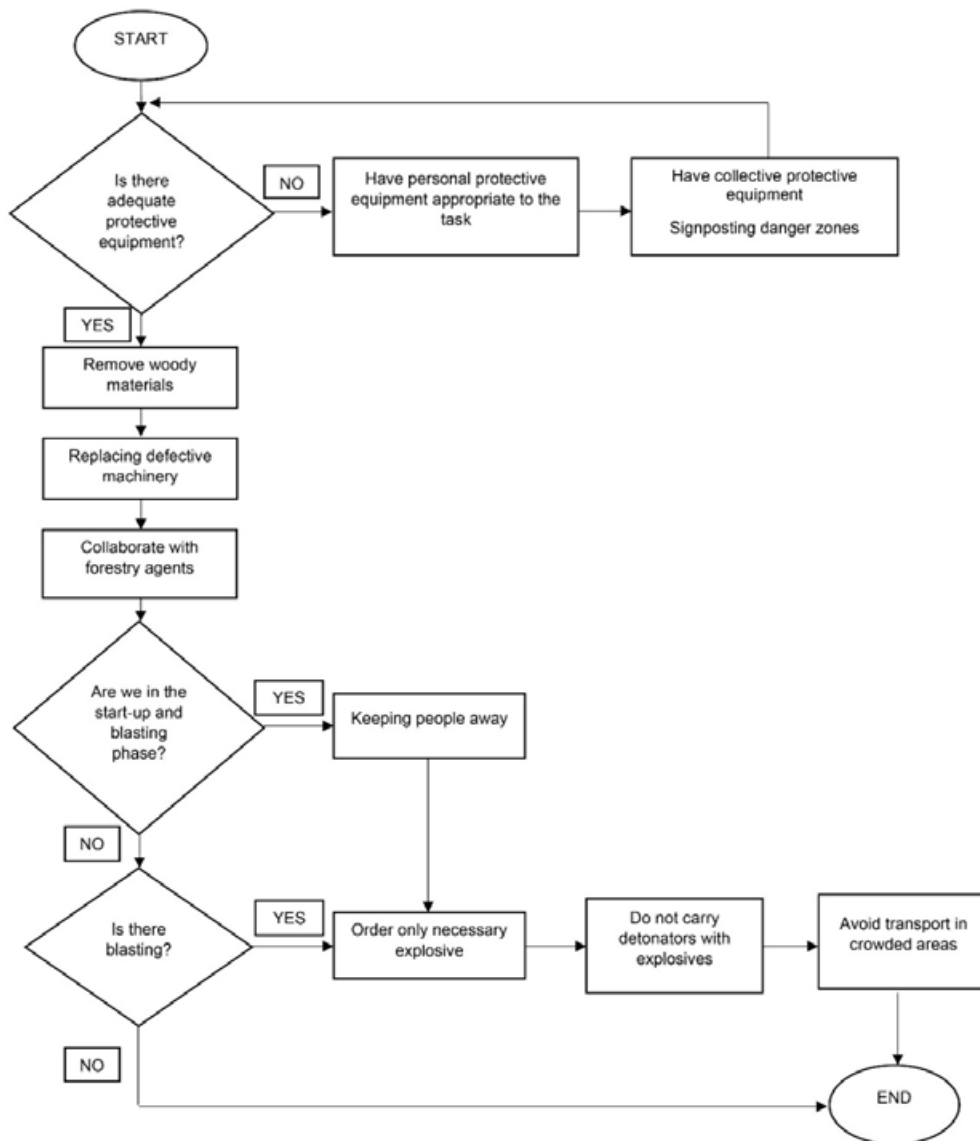 START
Is there
adequate
protective
equipment?
NO
Have personal protective
equipment appropriate to the
task
Have collective protective
equipment
Signposting danger zones
YES
Remove woody
materials
Replacing defective
machinery
Collaborate with
forestry agents
Are we in the
start-up and
blasting
phase?
YES
Keeping people away
NO
Is there
blasting?
YES
Order only necessary
explosive
Do not carry
detonators with
explosives
Avoid transport in
crowded areas
NO
END